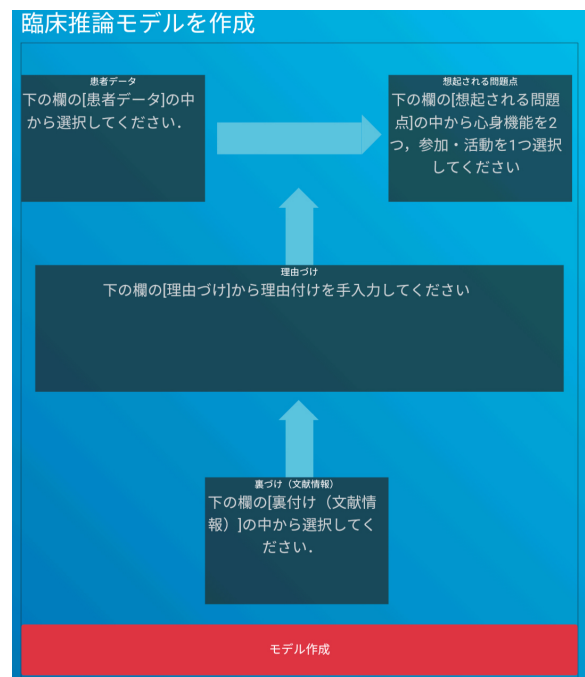 臨床推論モデルを作成
患者データ
下の欄の[患者データ]の中
から選択してください.
想起される問題点
下の欄の[想起される問題
点]の中から心身機能を2
つ，参加・活動を1つ選択
してください
理由づけ
下の欄の[理由づけ]から理由付けを手入力してください
裏づけ（文献情報）
下の欄の[裏付け（文献情
報）]の中から選択してく
ださい.
モデル作成